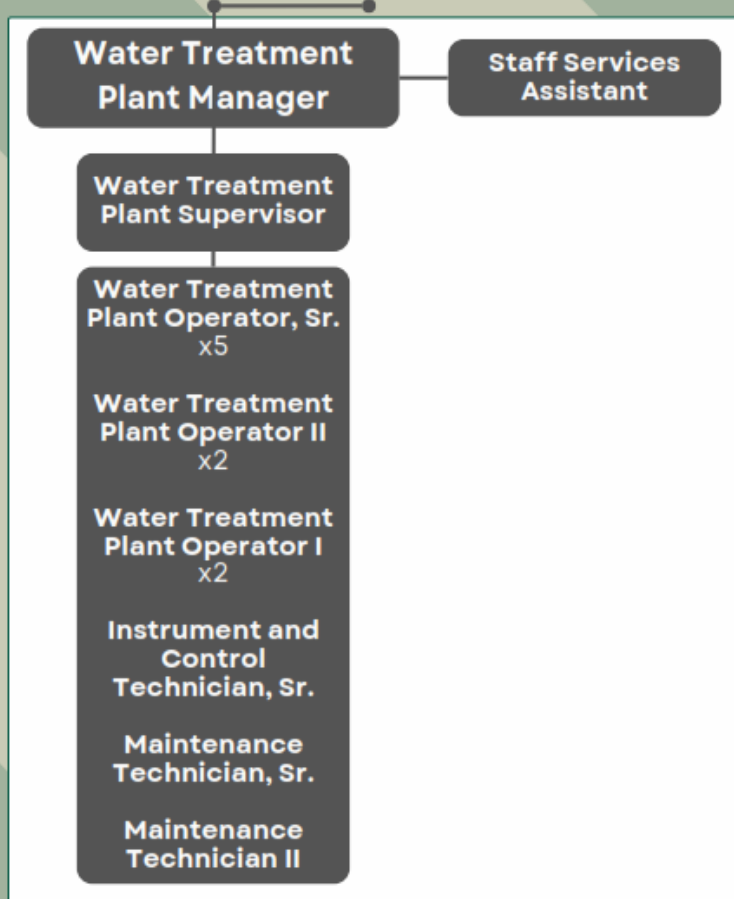 Water Treatment
Plant Manager
Staff Services
Assistant
Water Treatment
Plant Supervisor
Water Treatment
Plant Operator, Sr.
x5
Water Treatment
Plant Operator II
x2
Water Treatment
Plant Operator I
x2
Instrument and
Control
Technician, Sr.
Maintenance
Technician, Sr.
Maintenance
Technician II